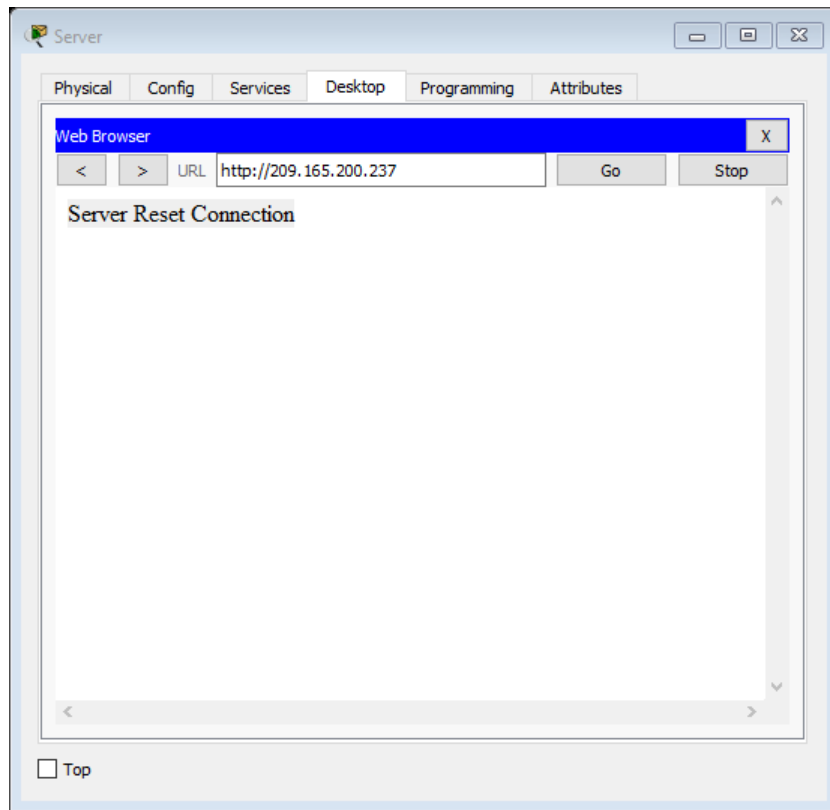 Server
Physical Config Services Desktop Programming Attributes
Web Browser X
< > URL http://209.165.200.237 Go Stop
Server Reset Connection
Top